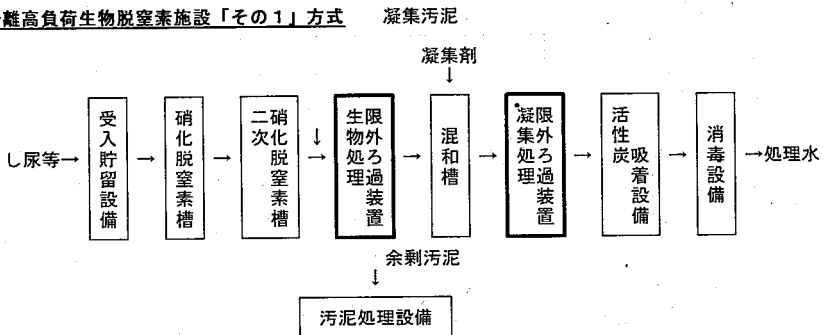 離高負荷生物脱窒素施設「その１」方式　凝集汚泥
凝集剤
↓
し尿等→
受入貯留設備
→
硝化脱窒素槽
→
二次
硝化脱窒素槽
↓
→
生物処理
限外ろ過装置
→
混和槽
→
凝集処理
限外ろ過装置
→
活性炭
吸着設備
→
消毒設備
→処理水
余剰汚泥
↓
汚泥処理設備